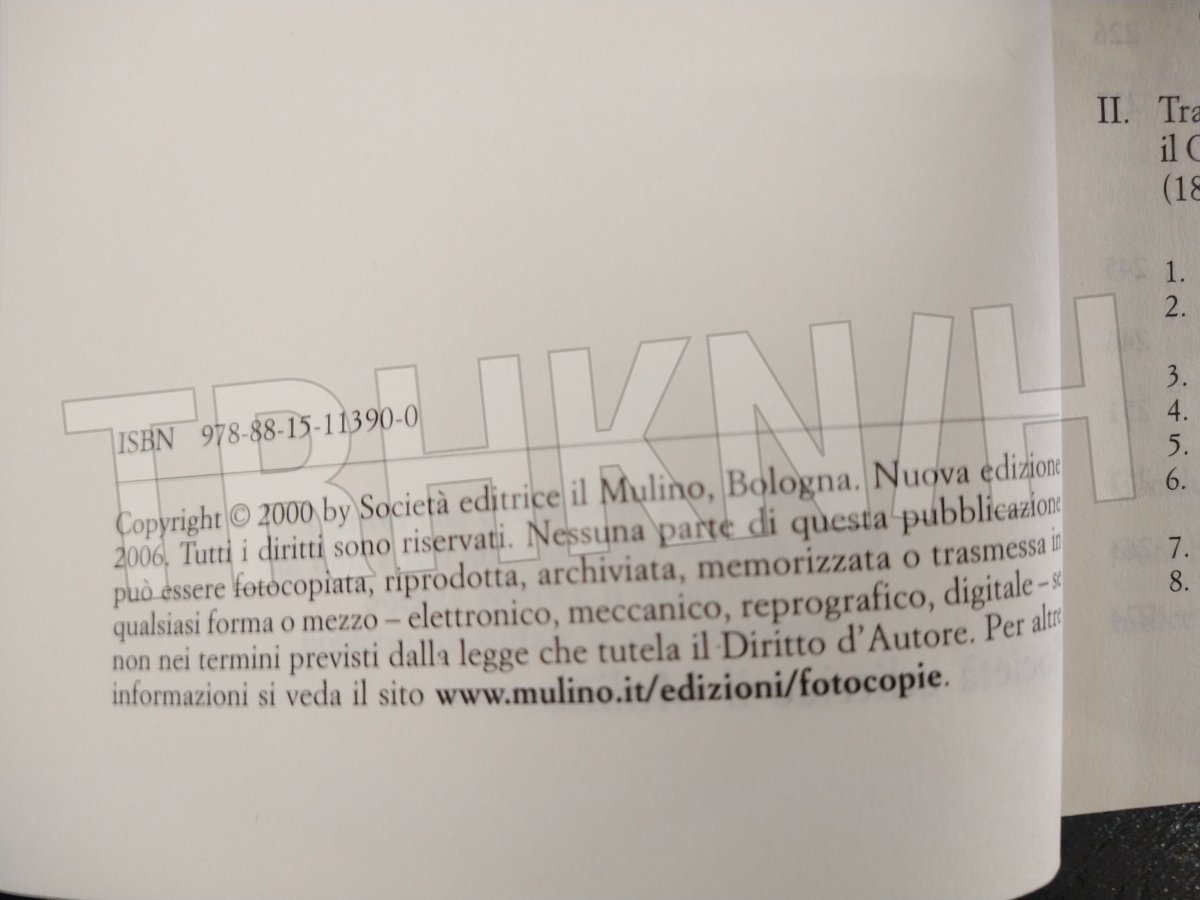 ISBN 978-88-15-11390-0
Copyright © 2000 by Società editrice il Mulino, Bologna. Nuova edizione
2006. Tutti i diritti sono riservati. Nessuna parte di questa pubblicazione
può essere fotocopiata, riprodotta, archiviata, memorizzata o trasmessa in
qualsiasi forma o mezzo – elettronico, meccanico, reprografico, digitale – se
non nei termini previsti dalla legge che tutela il Diritto d'Autore. Per altre
informazioni si veda il sito www.mulino.it/edizioni/fotocopie.
TRHKN/H
II.
il
1.
2.
3.
4.
5.
6.
7.
8.